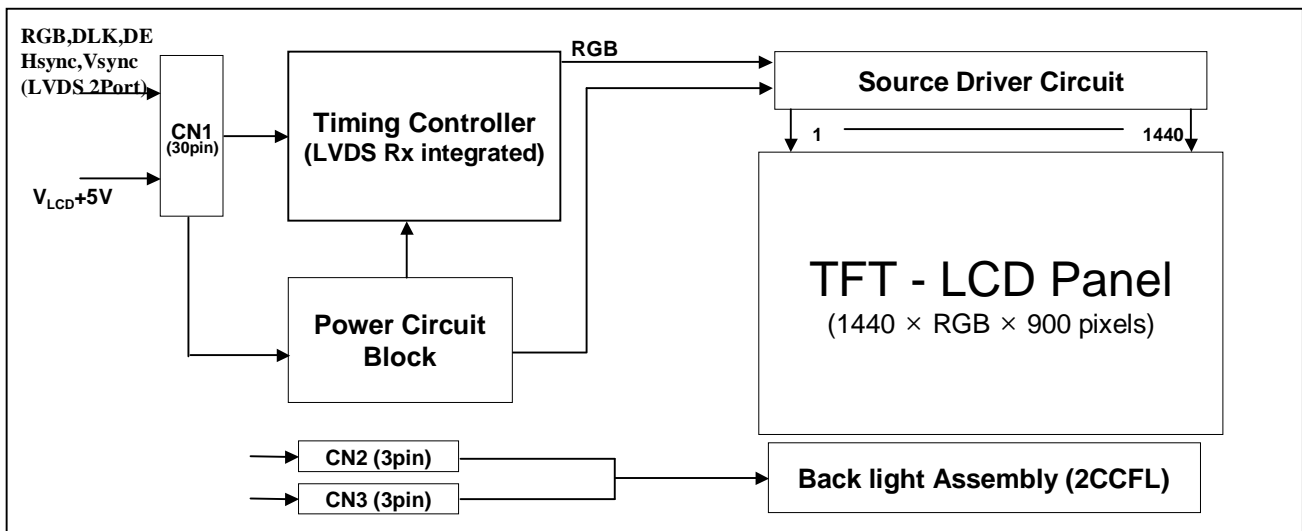 RGB,DLK,DE
Hsync,Vsync
(LVDS 2Port)
CN1
(30pin)
VLCD+5V
Timing Controller
(LVDS Rx integrated)
RGB
Source Driver Circuit
1
1440
Power Circuit
Block
TFT - LCD Panel
(1440 × RGB × 900 pixels)
CN2 (3pin)
CN3 (3pin)
Back light Assembly (2CCFL)